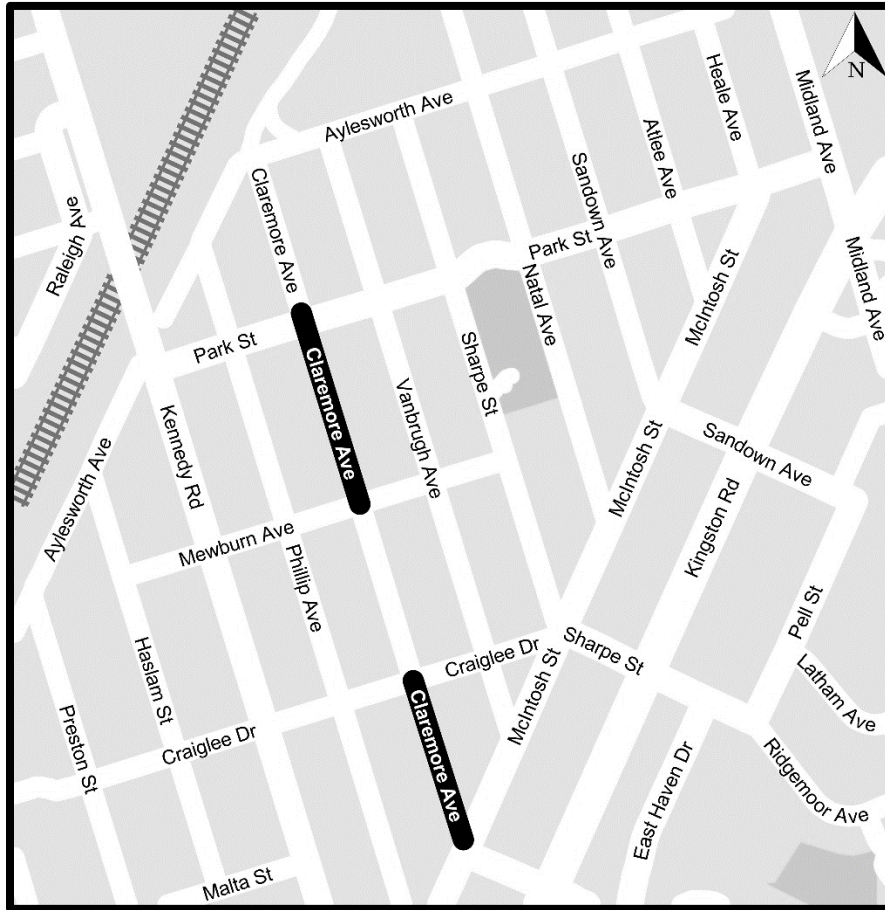 N
Aylesworth Ave
Heale Ave
Midland Ave
Atlee Ave
Sandown Ave
Claremore Ave
Raleigh Ave
Park St
Natal Ave
McIntosh St
Midland Ave
Park St
Sharpe St
Claremore Ave
Vanbrugh Ave
Kennedy Rd
Aylesworth Ave
McIntosh St
Sandown Ave
Kingston Rd
Mewburn Ave
Phillip Ave
Pell St
Haslam St
Craiglee Dr
Sharpe St
Latham Ave
McIntosh St
Claremore Ave
Preston St
Craiglee Dr
East Haven Dr
Ridgemoor Ave
Malta St